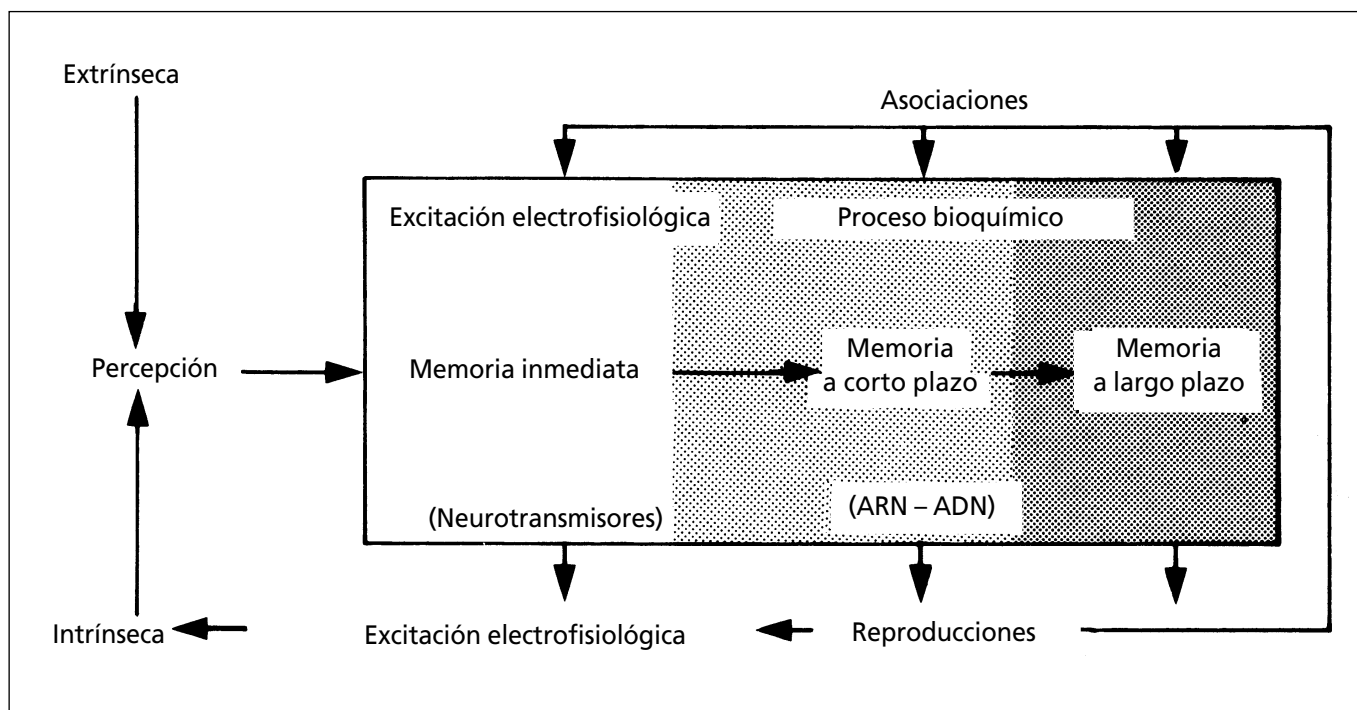 Extrínseca
Asociaciones
Excitación electrofisiológica
Proceso bioquímico
Percepción
Memoria inmediata
Memoria
a corto plazo
Memoria
a largo plazo
(Neurotransmisores)
(ARN – ADN)
Intrínseca
Excitación electrofisiológica
Reproducciones